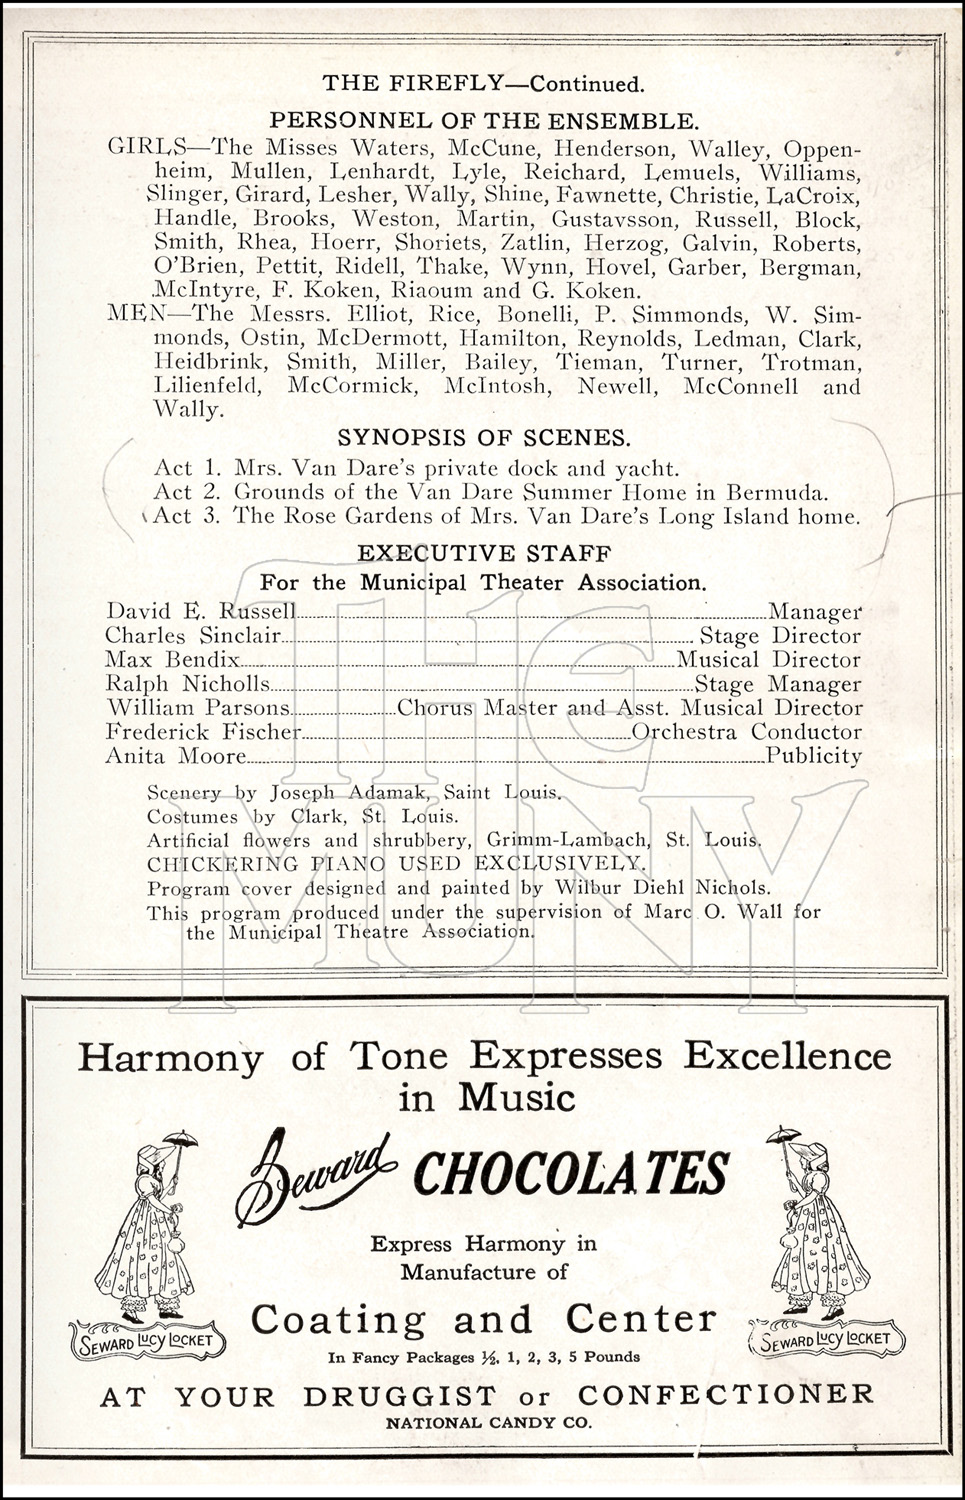 THE FIREFLY—Continued.
PERSONNEL OF THE ENSEMBLE.
GIRLS—The Misses Waters, McCune, Henderson, Walley, Oppen-
heim, Mullen, Lenhardt, Lyle, Reichard, Lemuels, Williams,
Slinger, Girard, Lesher, Wally, Shine, Fawnette, Christie, LaCroix,
Handle, Brooks, Weston, Martin, Gustavsson, Russell, Block,
Smith, Rhea, Hoerr, Shoriets, Zatlin, Herzog, Galvin, Roberts,
O'Brien, Pettit, Ridell, Thake, Wynn, Hovel, Garber, Bergman,
McIntyre, F. Koken, Riaoum and G. Koken.
MEN—The Messrs. Elliot, Rice, Bonelli, P. Simmonds, W. Sim-
monds, Ostin, McDermott, Hamilton, Reynolds, Ledman, Clark,
Heidbrink, Smith, Miller, Bailey, Tieman, Turner, Trotman,
Lilienfeld, McCormick, McIntosh, Newell, McConnell and
Wally.
SYNOPSIS OF SCENES.
Act 1. Mrs. Van Dare's private dock and yacht.
Act 2. Grounds of the Van Dare Summer Home in Bermuda.
Act 3. The Rose Gardens of Mrs. Van Dare's Long Island home.
EXECUTIVE STAFF
For the Municipal Theater Association.
David E. Russell Manager
Charles Sinclair Stage Director
Max Bendix Musical Director
Ralph Nicholls Stage Manager
William Parsons Chorus Master and Asst. Musical Director
Frederick Fischer Orchestra Conductor
Anita Moore Publicity
Scenery by Joseph Adamak, Saint Louis.
Costumes by Clark, St. Louis.
Artificial flowers and shrubbery, Grimm-Lambach, St. Louis.
CHICKERING PIANO USED EXCLUSIVELY.
Program cover designed and painted by Wilbur Diehl Nichols.
This program produced under the supervision of Marc O. Wall for
the Municipal Theatre Association.
THE
MUNY
Harmony of Tone Expresses Excellence
in Music
Seward CHOCOLATES
Express Harmony in
Manufacture of
Coating and Center
In Fancy Packages ½, 1, 2, 3, 5 Pounds
SEWARD LUCY LOCKET
SEWARD LUCY LOCKET
AT YOUR DRUGGIST or CONFECTIONER
NATIONAL CANDY CO.